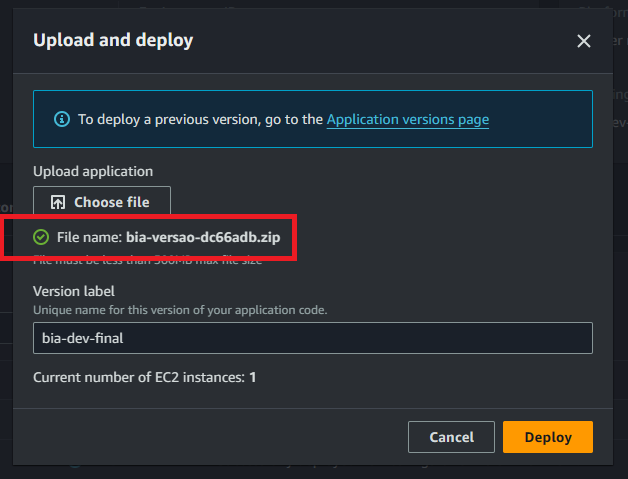 Upload and deploy
To deploy a previous version, go to the Application versions page
Upload application
Choose file
File name: bia-versao-dc66adb.zip
File must be less than 500MB max file size
Version label
Unique name for this version of your application code.
bia-dev-final
Current number of EC2 instances: 1
Cancel
Deploy